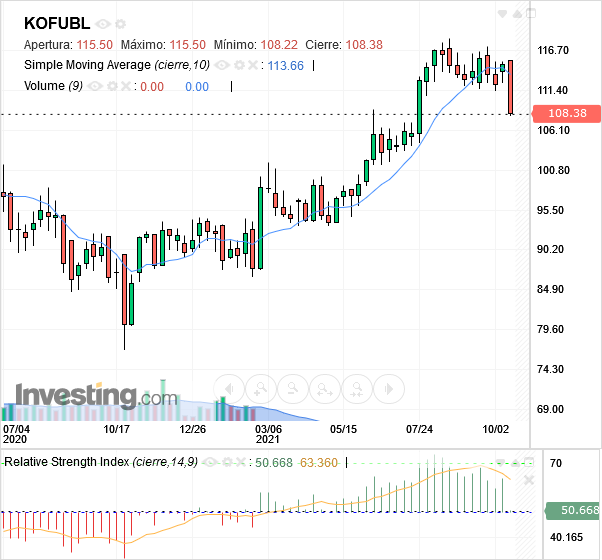 KOFUBL
Apertura: 115.50 Máximo: 115.50 Mínimo: 108.22 Cierre: 108.38
Simple Moving Average (cierre,10) : 113.66
Volume (9) : 0.00 0.00
116.70
111.40
108.38
106.10
100.80
95.50
90.20
84.90
79.60
74.30
69.00
Investing.com
07/04 10/17 12/26 03/06 05/15 07/24 10/02
2020 2021
Relative Strength Index (cierre,14,9) : 50.668 63.360
70
50.668
40.165